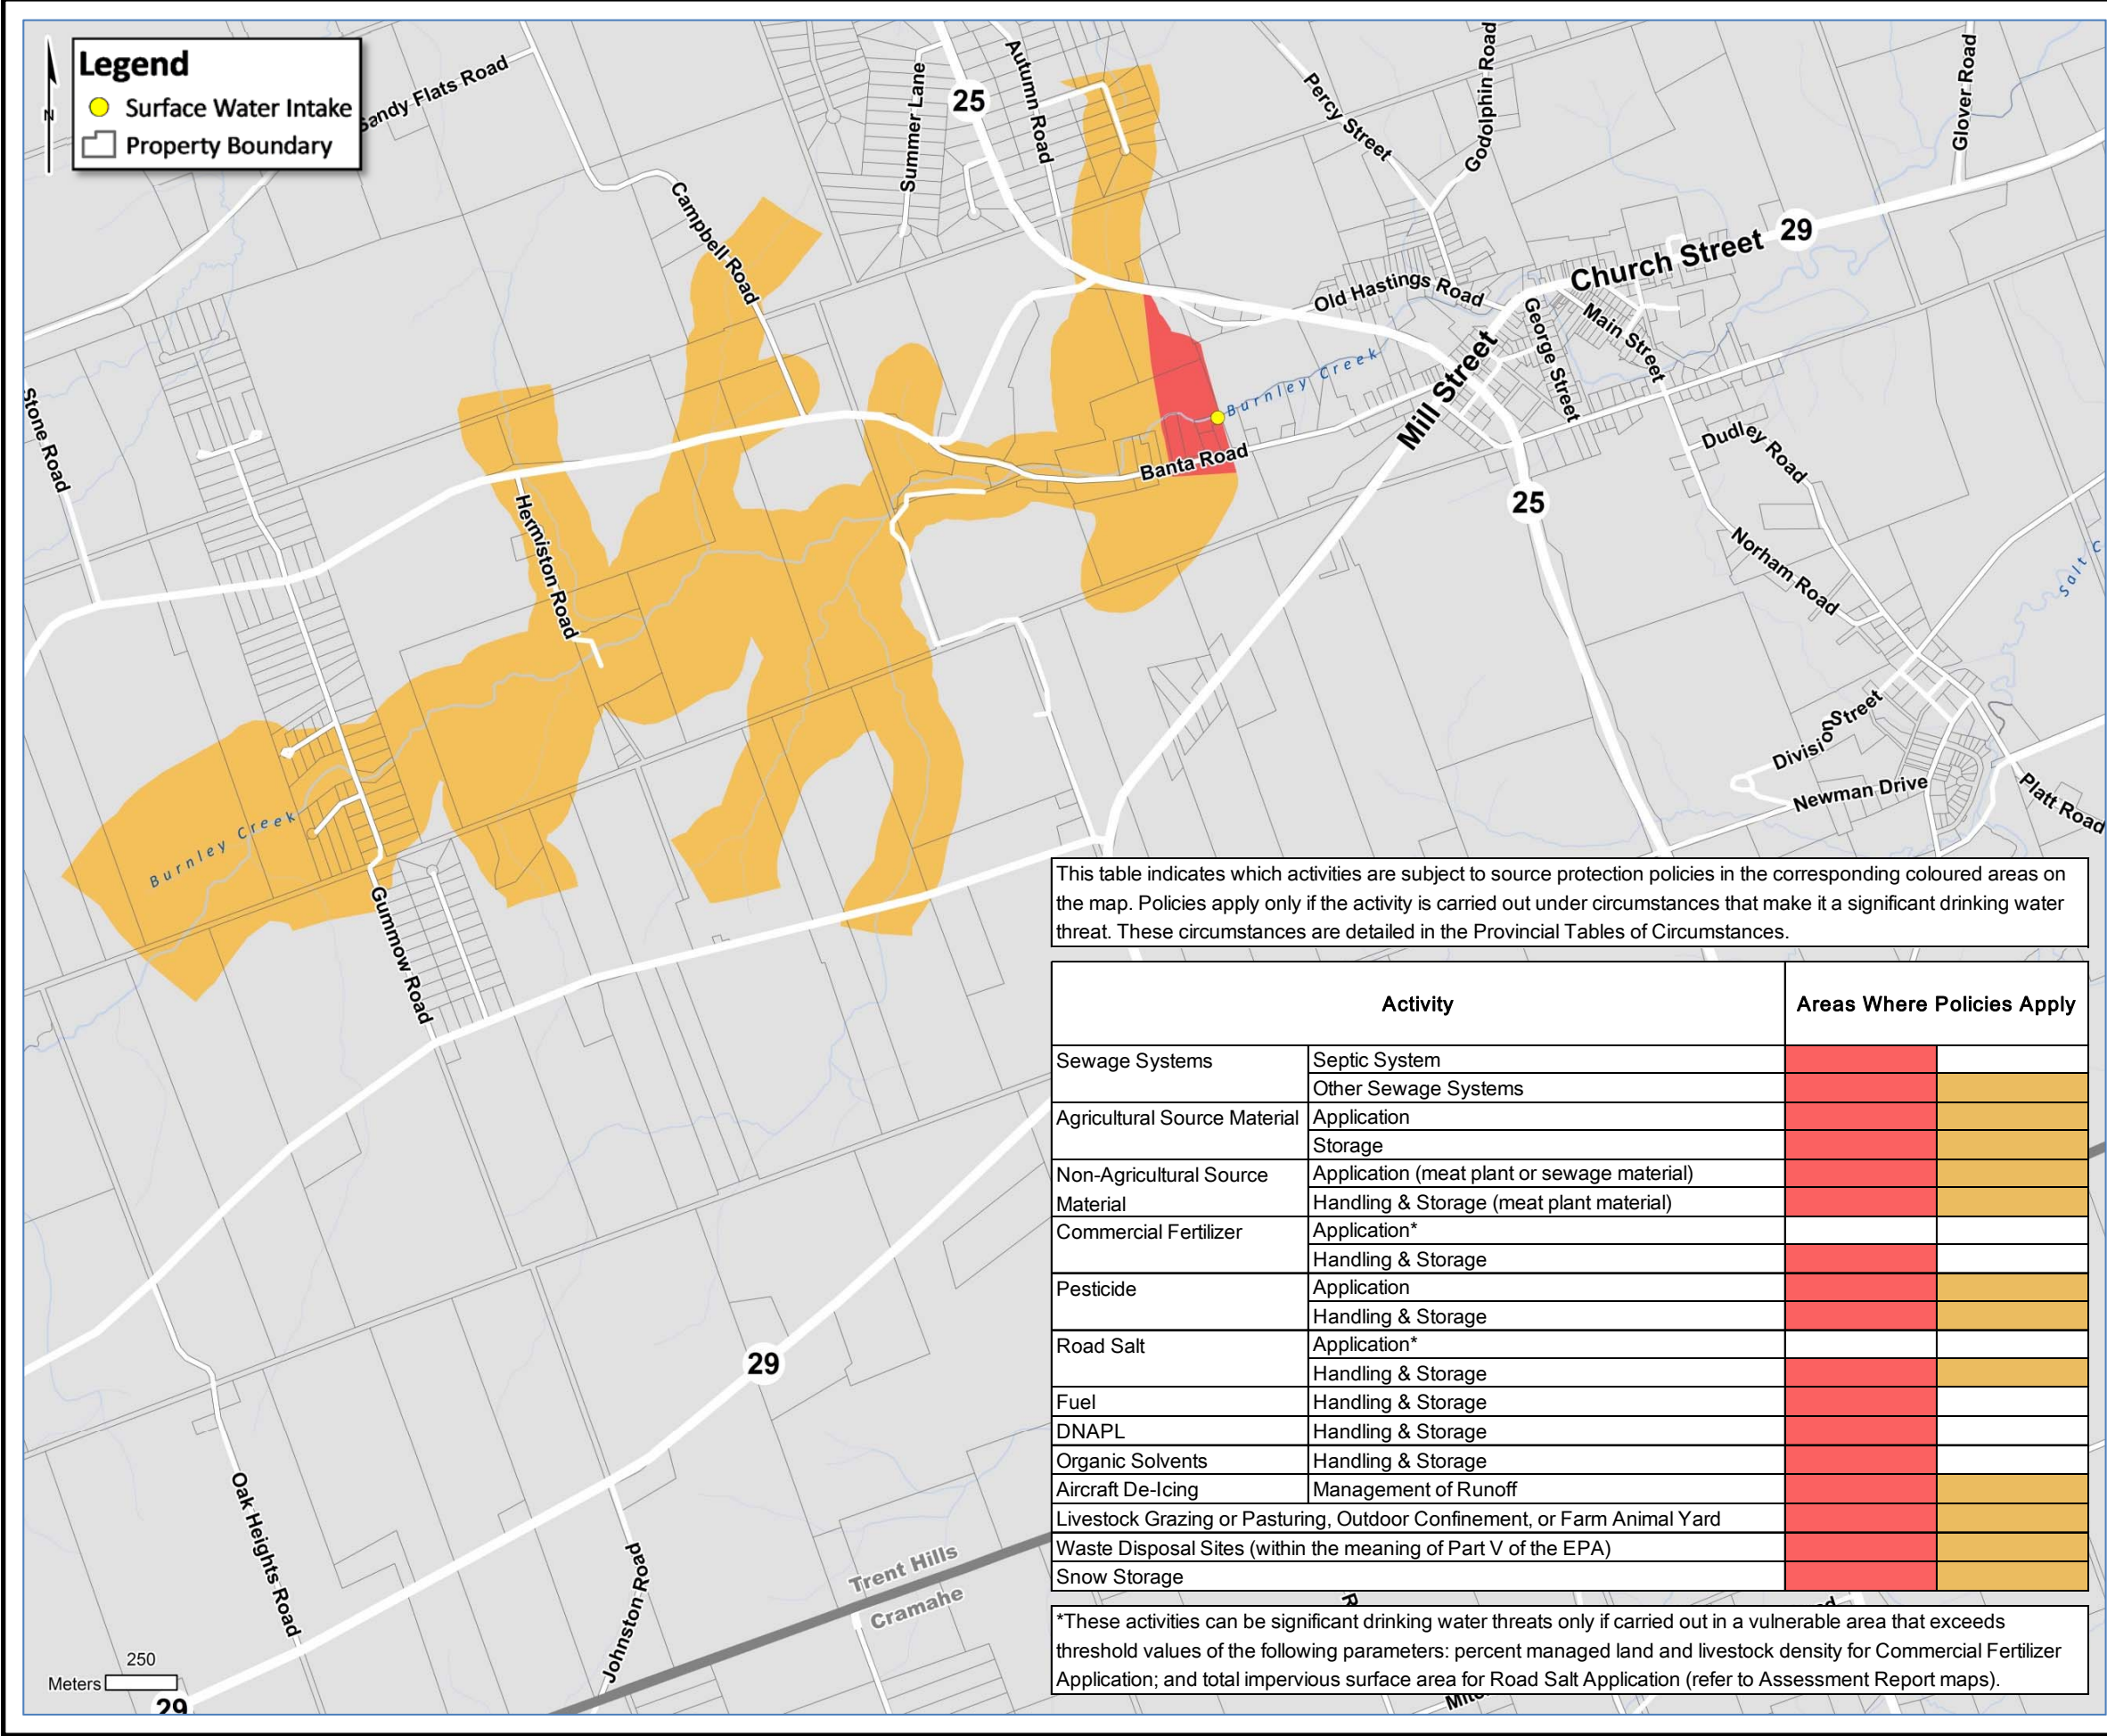 Legend
Surface Water Intake
Property Boundary
N
Sandy Flats Road
Campbell Road
Summer Lane
25
Autumn Road
Percy Street
Godolphin Road
Glover Road
Church Street
29
Old Hastings Road
Main Street
George Street
Mill Street
Burnley Creek
Banta Road
Stone Road
Hermiston Road
25
Dudley Road
Norham Road
Salt C
Division Street
Newman Drive
Platt Road
Burnley Creek
Gummow Road
This table indicates which activities are subject to source protection policies in the corresponding coloured areas on
the map. Policies apply only if the activity is carried out under circumstances that make it a significant drinking water
threat. These circumstances are detailed in the Provincial Tables of Circumstances.
Activity Areas Where Policies Apply
Sewage Systems Septic System
Other Sewage Systems
Agricultural Source Material Application
Storage
Non-Agricultural Source Application (meat plant or sewage material)
Material Handling & Storage (meat plant material)
Commercial Fertilizer Application*
Handling & Storage
Pesticide Application
Handling & Storage
Road Salt Application*
Handling & Storage
Fuel Handling & Storage
DNAPL Handling & Storage
Organic Solvents Handling & Storage
Aircraft De-Icing Management of Runoff
Livestock Grazing or Pasturing, Outdoor Confinement, or Farm Animal Yard
Waste Disposal Sites (within the meaning of Part V of the EPA)
Snow Storage
*These activities can be significant drinking water threats only if carried out in a vulnerable area that exceeds
threshold values of the following parameters: percent managed land and livestock density for Commercial Fertilizer
Application; and total impervious surface area for Road Salt Application (refer to Assessment Report maps).
29
Oak Heights Road
Johnston Road
Trent Hills
Cramahe
250
Meters
29